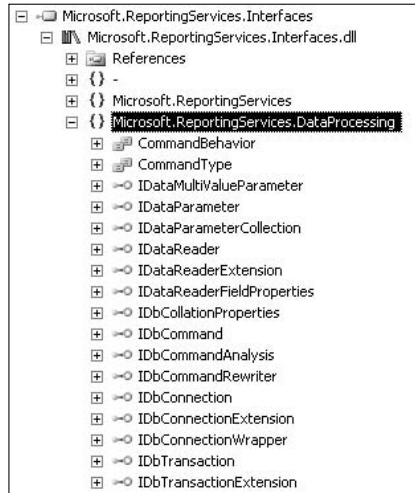 Microsoft.ReportingServices.Interfaces
Microsoft.ReportingServices.Interfaces.dll
References
{} -
{} Microsoft.ReportingServices
{} Microsoft.ReportingServices.DataProcessing
CommandBehavior
CommandType
IDataMultiValueParameter
IDataParameter
IDataParameterCollection
IDataReader
IDataReaderExtension
IDataReaderFieldProperties
IDbCollationProperties
IDbCommand
IDbCommandAnalysis
IDbCommandRewriter
IDbConnection
IDbConnectionExtension
IDbConnectionWrapper
IDbTransaction
IDbTransactionExtension